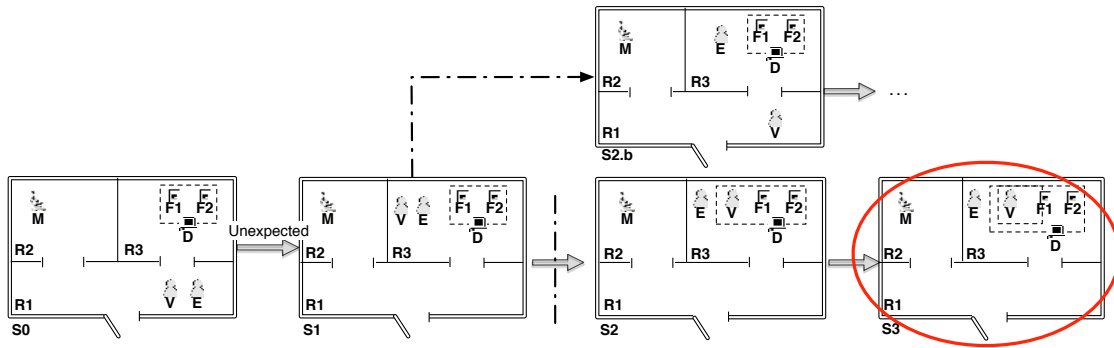 F1 F2
M E
D
R2 R3
...
V
R1
S2.b
F1 F2
M
D
R2 R3
R1
V E
S0
Unexpected
F1 F2
M V E
D
R2 R3
R1
S1
F1 F2
M E V
D
R2 R3
R1
S2
F1 F2
M E V
D
R2 R3
R1
S3